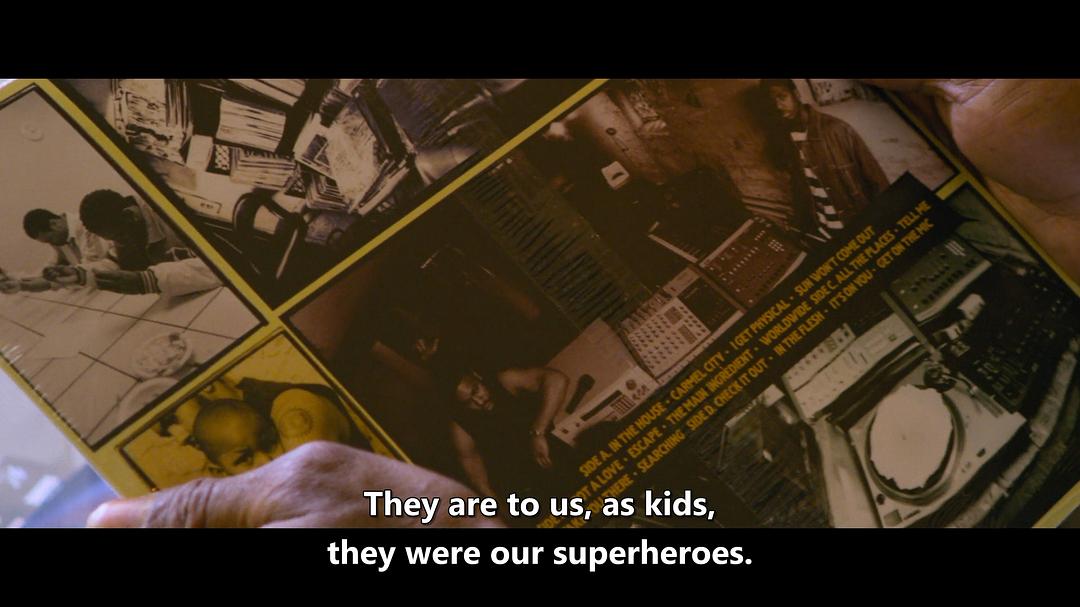 SIDE A. IN THE HOUSE • CARMEL CITY • I GET PHYSICAL • SUN WON'T COME OUT
A LOVE • ESCAPE • THE MAIN INGREDIENT • WORLDWIDE SIDE C. ALL THE PLACES • TELL ME
THERE • SEARCHING SIDE D. CHECK IT OUT • IN THE FLESH • IT'S ON YOU • GET ON THE MIC
They are to us, as kids,
they were our superheroes.